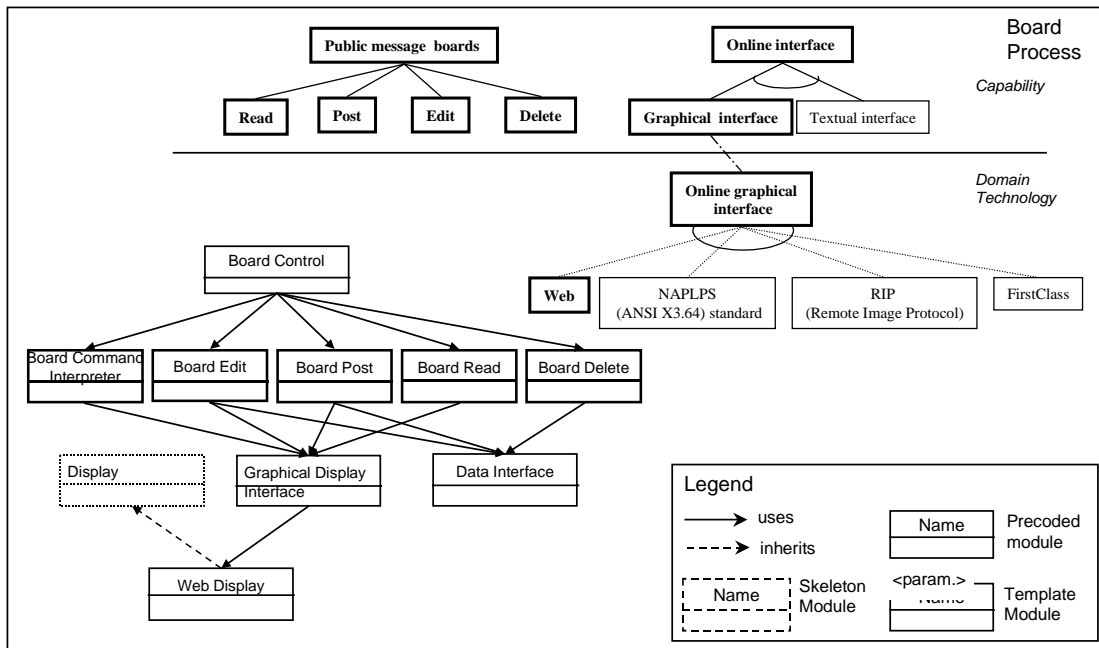 Board
Process
Public message boards
Online interface
Capability
Read
Post
Edit
Delete
Graphical interface
Textual interface
Domain
Technology
Online graphical
interface
Board Control
Web
NAPLPS
(ANSI X3.64) standard
RIP
(Remote Image Protocol)
FirstClass
Board Command
Interpreter
Board Edit
Board Post
Board Read
Board Delete
Display
Graphical Display
Interface
Data Interface
Web Display
Legend
uses
inherits
Name
Precoded
module
Name
Skeleton
Module
<param.>
Name
Template
Module